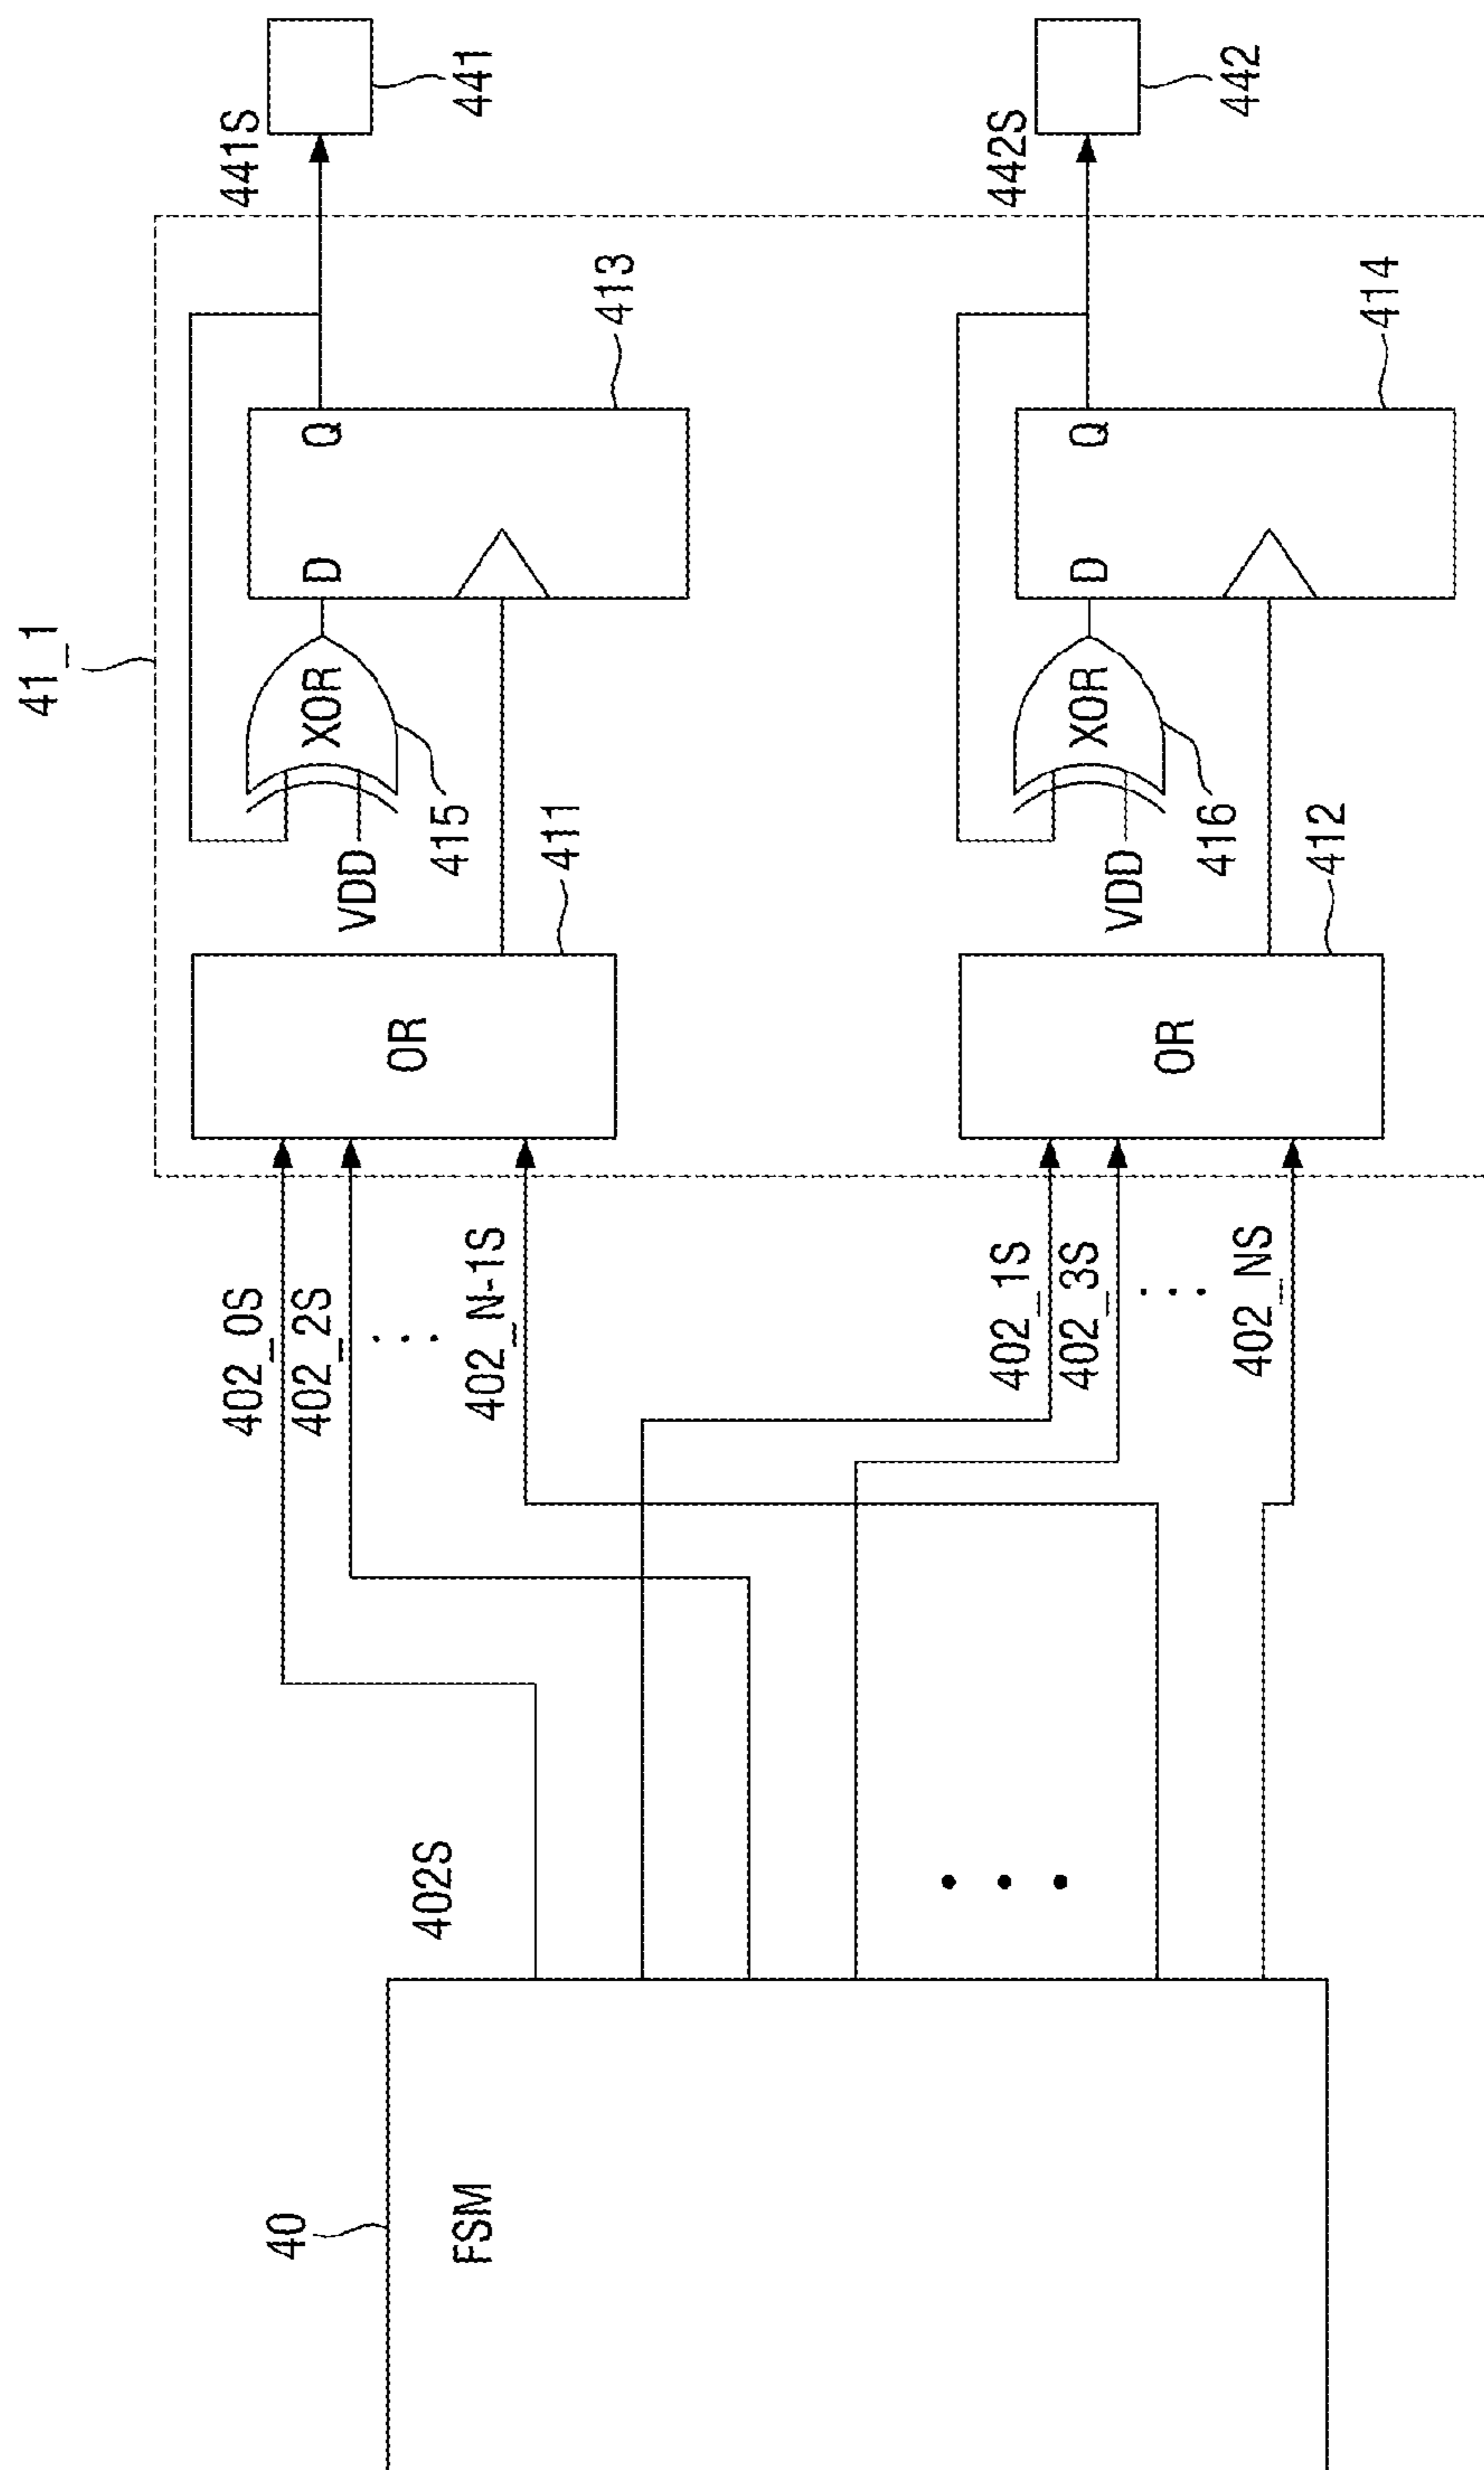 40
FSM
402S
402_0S
402_2S
...
402_N-1S
402_1S
402_3S
...
402_NS
...
41_1
OR
411
VDD
XOR
415
D
Q
413
441S
441
OR
412
VDD
XOR
416
D
Q
414
442S
442